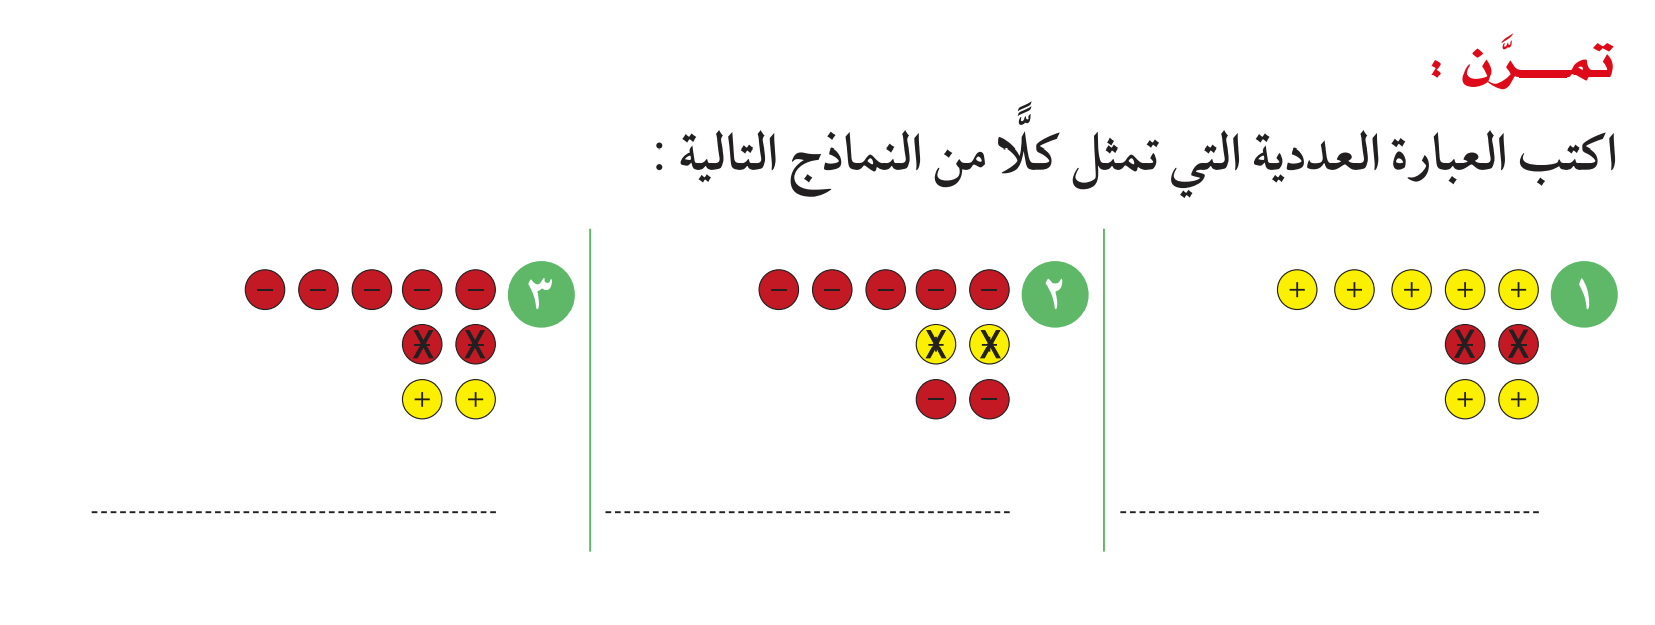 تمـــرَّن :
اكتب العبارة العددية التي تمثل كلًّا من النماذج التالية :
١ + + + + +
X X
+ +
٢ − − − − −
X X
− −
٣ − − − − −
X X
+ +